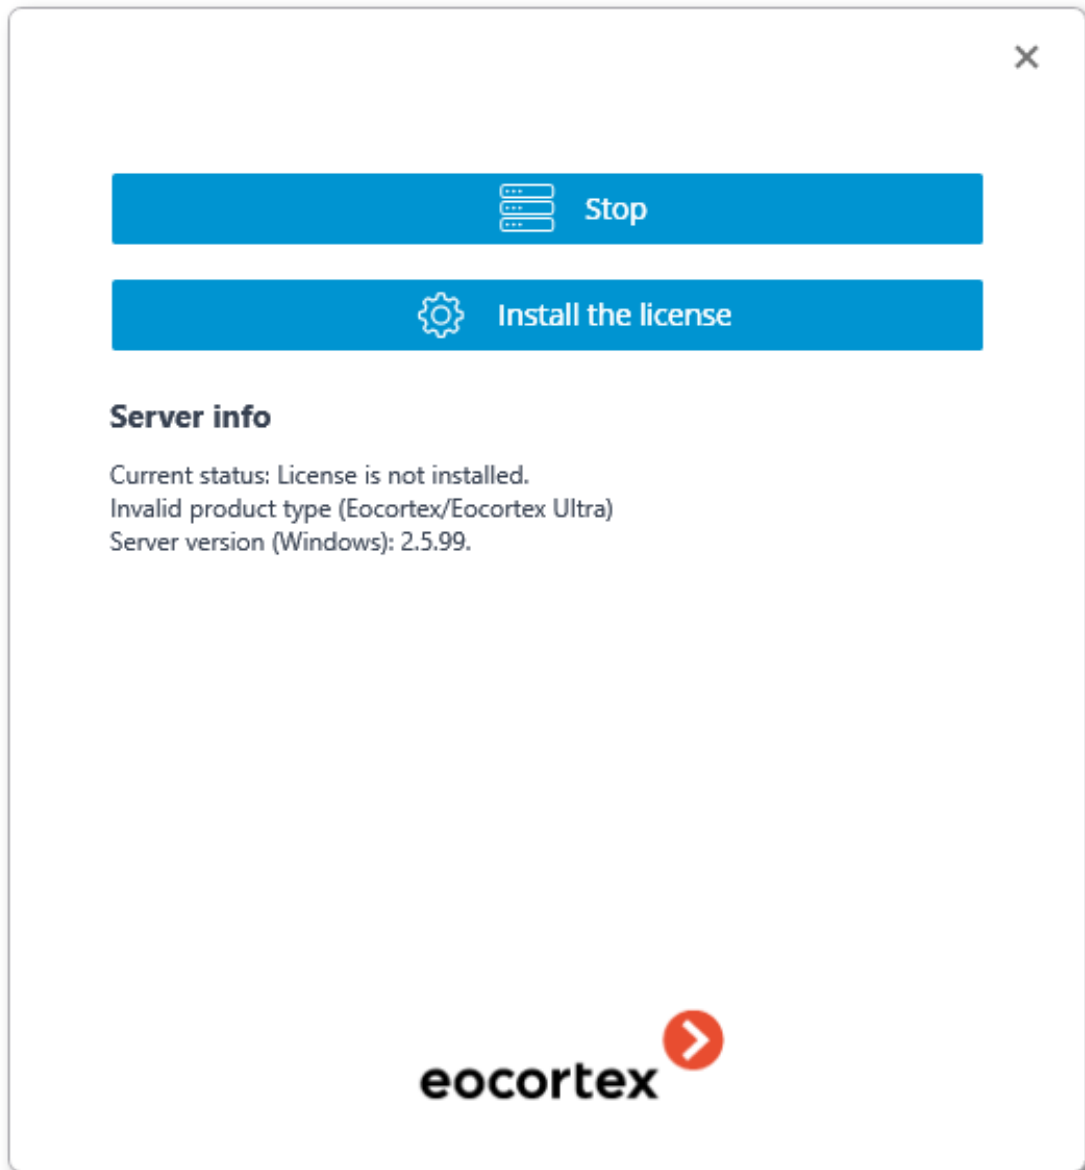 Stop
Install the license
Server info
Current status: License is not installed.
Invalid product type (Eocortex/Eocortex Ultra)
Server version (Windows): 2.5.99.
eocortex